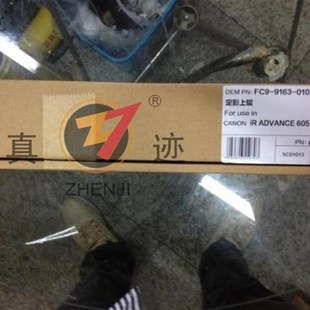 OEM PN: FC9-9163-010
定影上辊
For use in
CANON iR ADVANCE 605
PN:
真 迹
®
ZHENJI